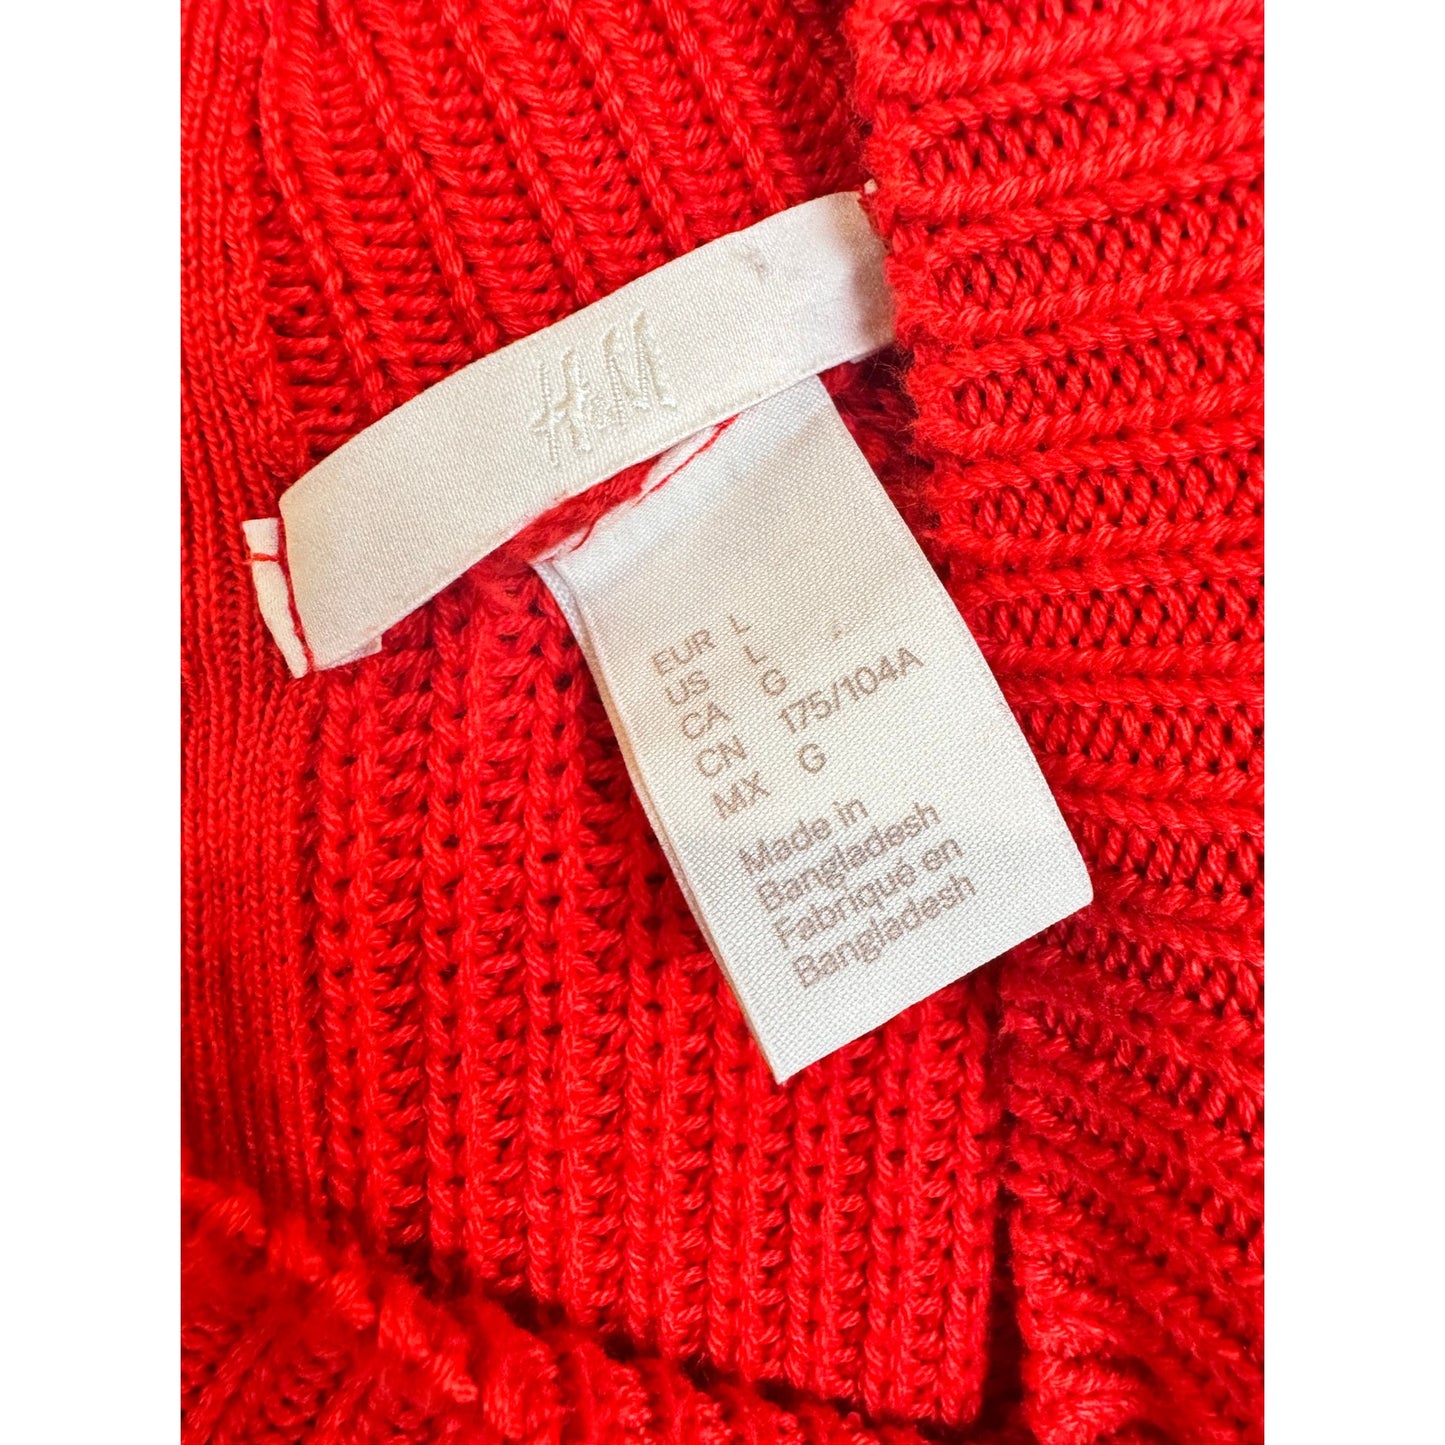 H&M
EUR L
US L
CA G
CN 175/104A
MX G
Made in
Bangladesh
Fabriqué en
Bangladesh